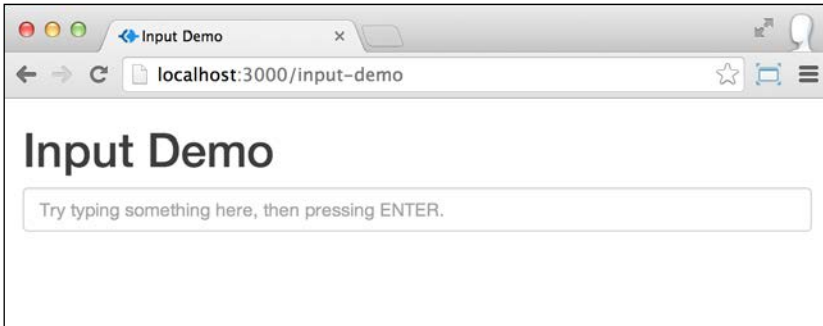 Input Demo
localhost:3000/input-demo
Input Demo
Try typing something here, then pressing ENTER.